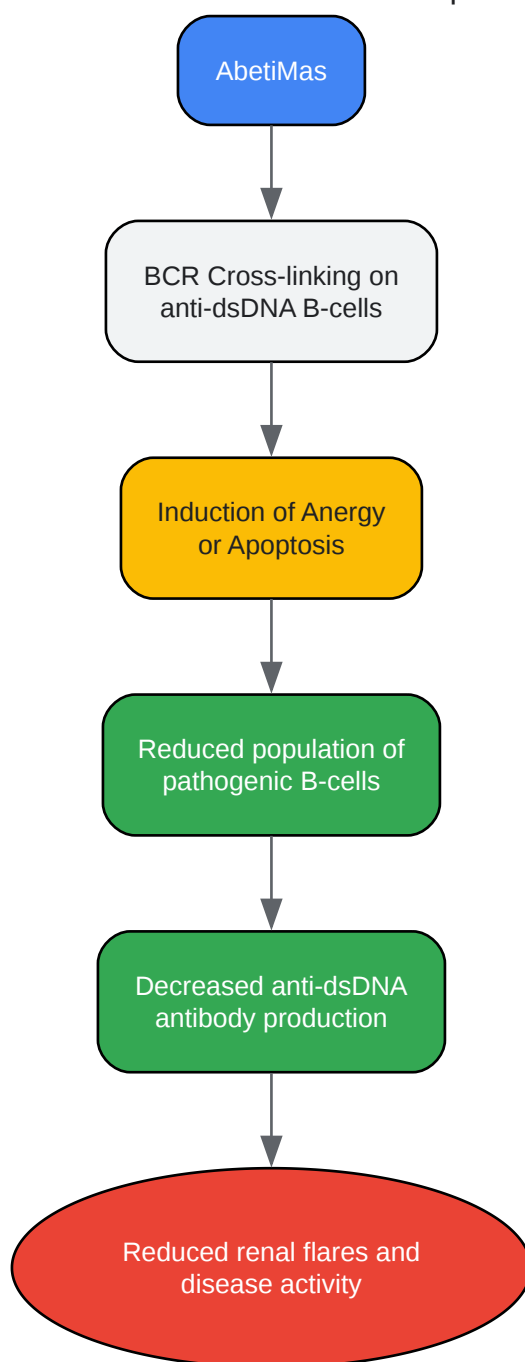 AbetiMas
BCR Cross-linking on
anti-dsDNA B-cells
Induction of Anergy
or Apoptosis
Reduced population of
pathogenic B-cells
Decreased anti-dsDNA
antibody production
Reduced renal flares and
disease activity